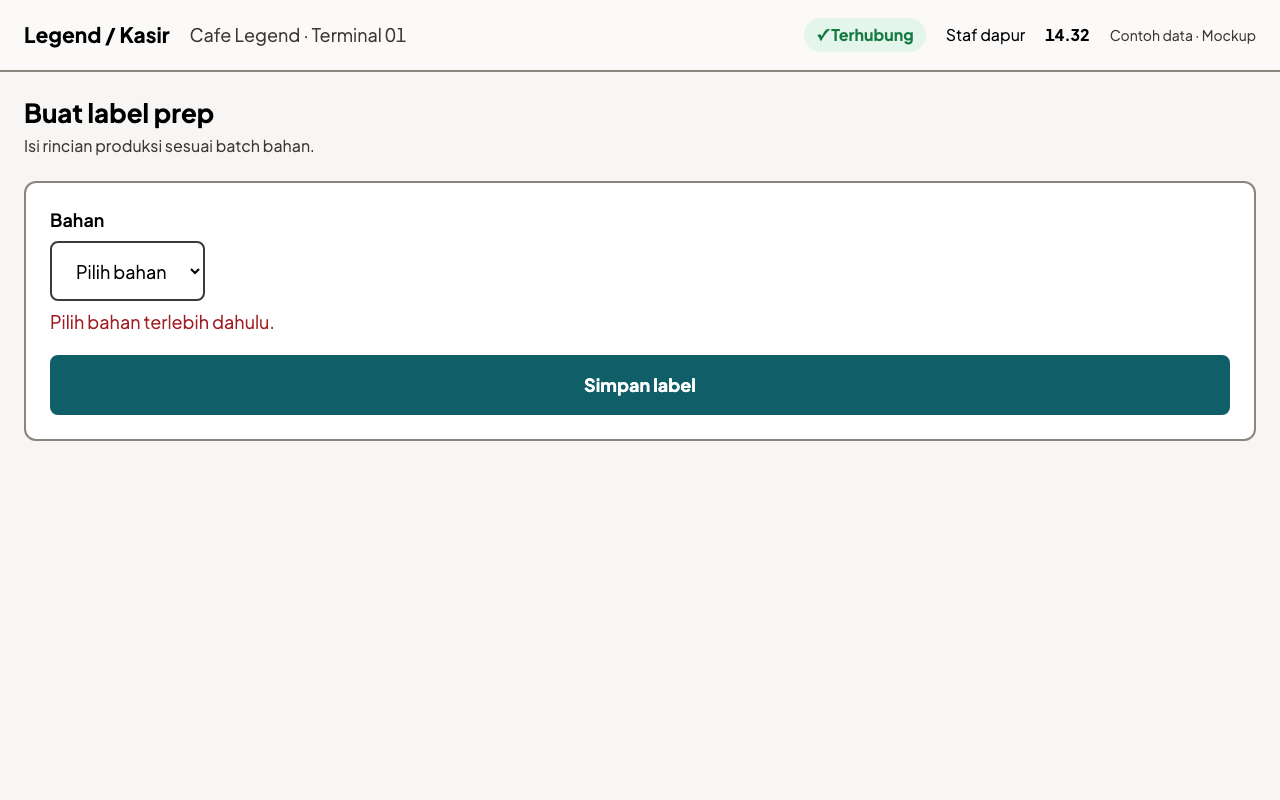 Legend / Kasir Cafe Legend · Terminal 01 ✓Terhubung Staf dapur 14.32 Contoh data · Mockup
Buat label prep
Isi rincian produksi sesuai batch bahan.
Bahan
Pilih bahan
Pilih bahan terlebih dahulu.
Simpan label